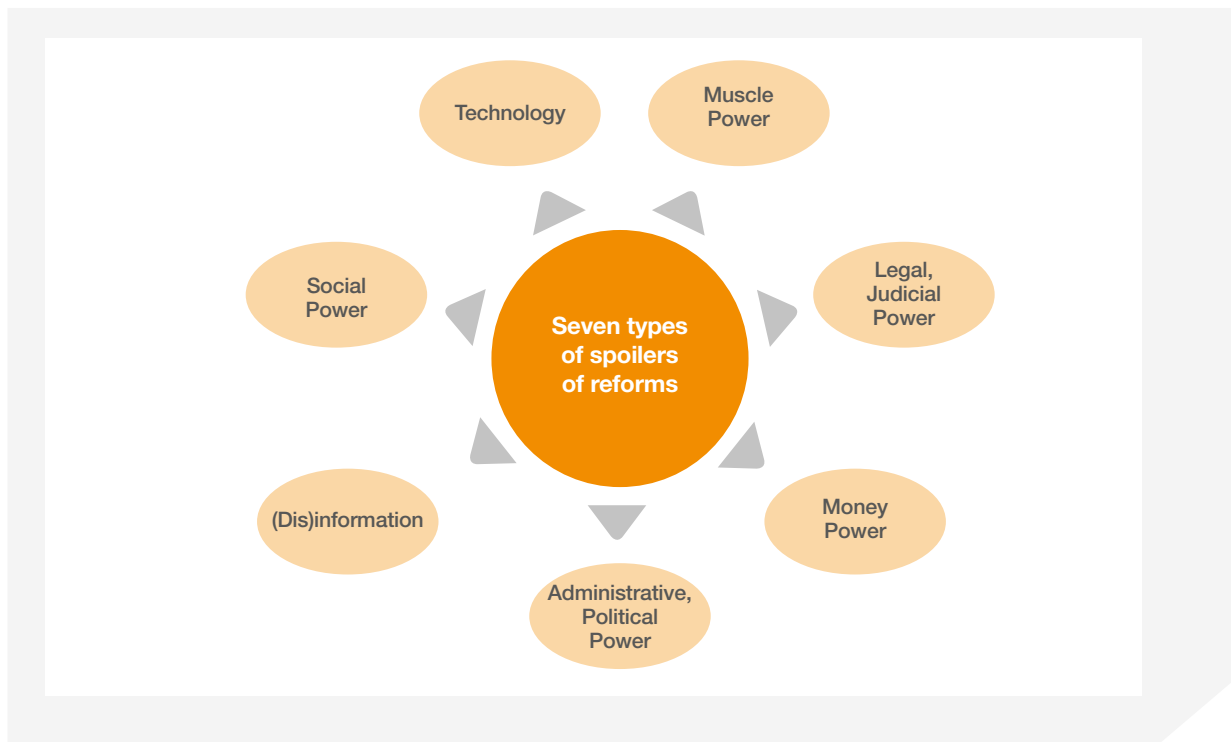 Technology
Muscle
Power
Social
Power
Legal,
Judicial
Power
Seven types
of spoilers
of reforms
(Dis)information
Money
Power
Administrative,
Political
Power